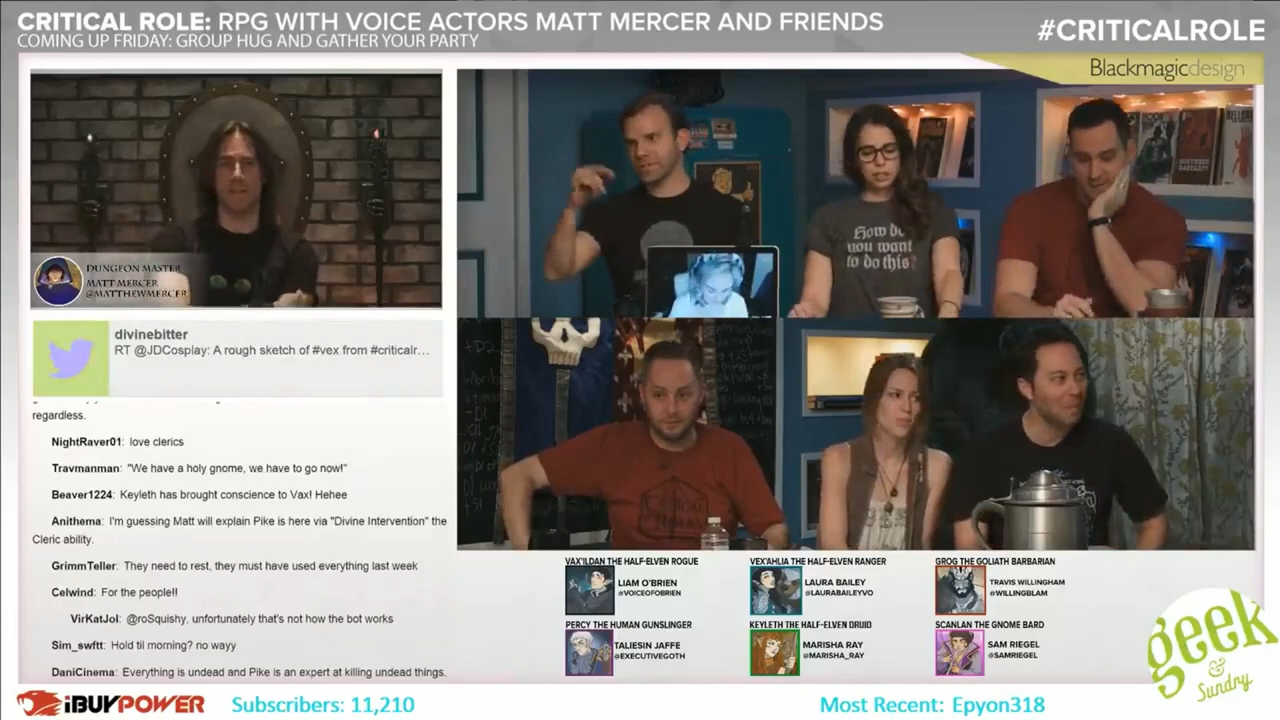 CRITICAL ROLE: RPG WITH VOICE ACTORS MATT MERCER AND FRIENDS
COMING UP FRIDAY: GROUP HUG AND GATHER YOUR PARTY
#CRITICALROLE
Blackmagicdesign
How do
you want
to do this?
DUNGEON MASTER
MATT MERCER
@MATTHEWMERCER
divinebitter
RT @JDCosplay: A rough sketch of #vex from #criticalr…
regardless.
NightRaver01: love clerics
Travmanman: "We have a holy gnome, we have to go now!"
Beaver1224: Keyleth has brought conscience to Vax! Hehee
Anithema: I'm guessing Matt will explain Pike is here via "Divine Intervention" the
Cleric ability.
GrimmTeller: They need to rest, they must have used everything last week
Celwind: For the people!!
VirKatJol: @roSquishy, unfortunately that's not how the bot works
Sim_swftt: Hold til morning? no wayy
DaniCinema: Everything is undead and Pike is an expert at killing undead things.
VAX'ILDAN THE HALF-ELVEN ROGUE
LIAM O'BRIEN
@VOICEOFOBRIEN
VEX'AHLIA THE HALF-ELVEN RANGER
LAURA BAILEY
@LAURABAILEYVO
GROG THE GOLIATH BARBARIAN
TRAVIS WILLINGHAM
@WILLINGBLAM
PERCY THE HUMAN GUNSLINGER
TALIESIN JAFFE
@EXECUTIVEGOTH
KEYLETH THE HALF-ELVEN DRUID
MARISHA RAY
@MARISHA_RAY
SCANLAN THE GNOME BARD
SAM RIEGEL
@SAMRIEGEL
geek
&
Sundry
iBUYPOWER
Subscribers: 11,210
Most Recent: Epyon318